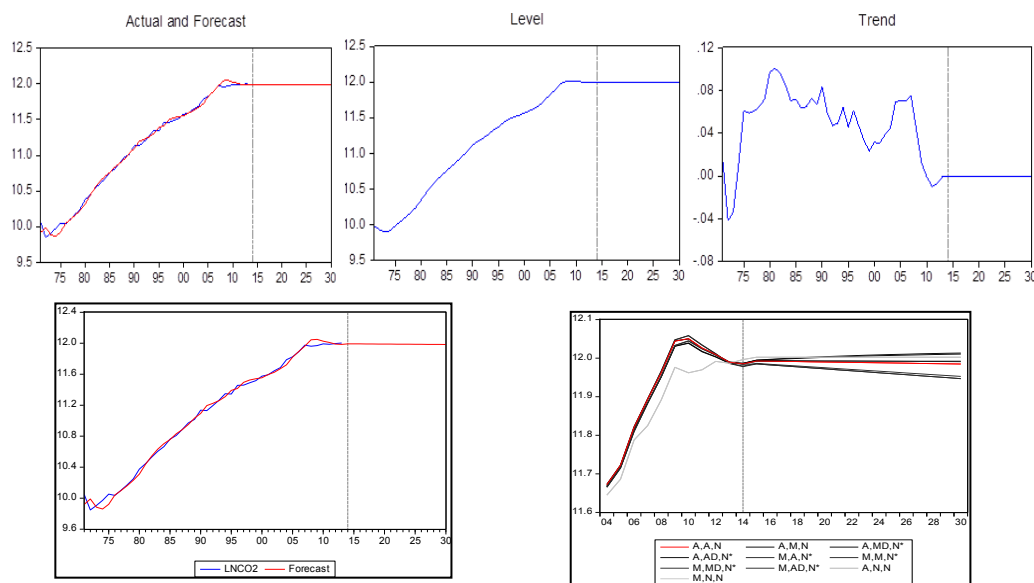 Actual and Forecast
12.5
12.0
11.5
11.0
10.5
10.0
9.5
75 80 85 90 95 00 05 10 15 20 25 30
Level
12.5
12.0
11.5
11.0
10.5
10.0
9.5
75 80 85 90 95 00 05 10 15 20 25 30
Trend
.12
.08
.04
.00
-.04
-.08
75 80 85 90 95 00 05 10 15 20 25 30
12.4
12.0
11.6
11.2
10.8
10.4
10.0
9.6
75 80 85 90 95 00 05 10 15 20 25 30
LNCO2 Forecast
12.1
12.0
11.9
11.8
11.7
11.6
04 06 08 10 12 14 16 18 20 22 24 26 28 30
A,A,N A,M,N A,MD,N*
A,AD,N* M,A,N* M,M,N*
M,MD,N* M,AD,N* A,N,N
M,N,N